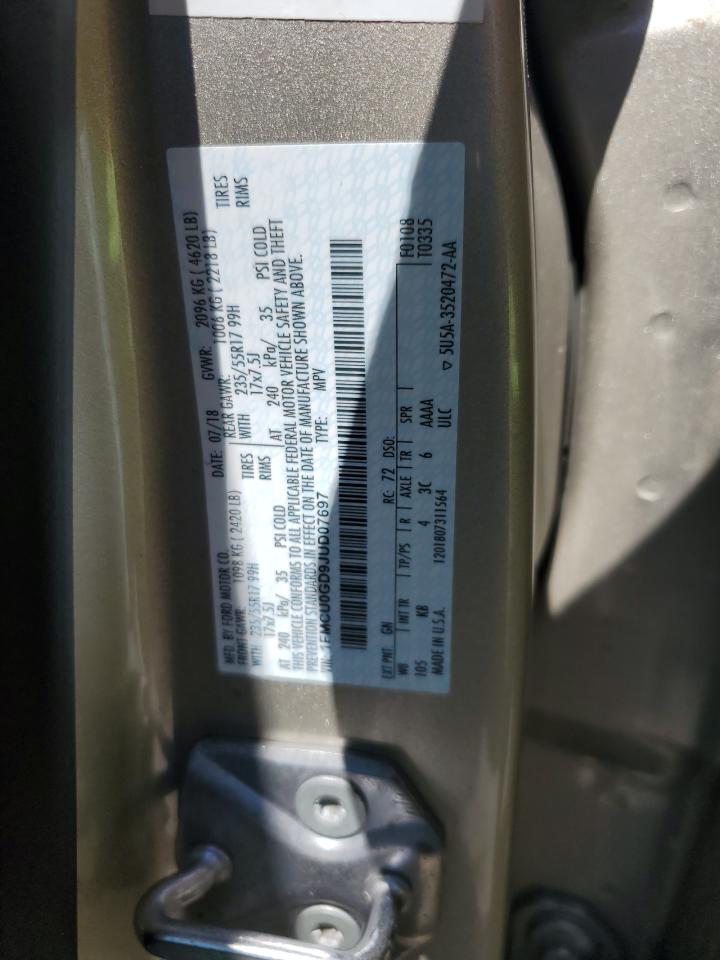 MFD. BY FORD MOTOR CO. DATE: 07/18 GVWR: 2096 KG ( 4620 LB)
FRONT GAWR: 1098 KG ( 2420 LB) REAR GAWR: 1006 KG ( 2218 LB)
WITH 235/55R17 99H TIRES WITH 235/55R17 99H TIRES
17x7.5J RIMS 17x7.5J RIMS
AT 240 kPa/ 35 PSI COLD AT 240 kPa/ 35 PSI COLD
THIS VEHICLE CONFORMS TO ALL APPLICABLE FEDERAL MOTOR VEHICLE SAFETY AND THEFT
PREVENTION STANDARDS IN EFFECT ON THE DATE OF MANUFACTURE SHOWN ABOVE.
VIN: 1FMCU0GD9JUD07697 TYPE: MPV
EXT PNT: GN RC: 72 DSO: F0108
WB INT TR TP/PS R AXLE TR SPR T0335
105 KB 4 3C 6 AAAA
MADE IN U.S.A. 1201807311564 ULC ▽ 5U5A-3520472-AA